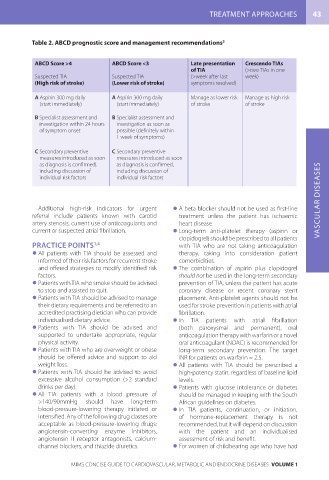 TREATMENT APPROACHES 43
Table 2. ABCD prognostic score and management recommendations²
ABCD Score >4
Suspected TIA
(High risk of stroke)
ABCD Score <3
Suspected TIA
(Lower risk of stroke)
Late presentation
of TIA
(>week after last
symptoms resolved)
Crescendo TIAs
(>two TIAs in one
week)
A Aspirin 300 mg daily
(start immediately)
A Aspirin 300 mg daily
(start immediately)
Manage as lower risk
of stroke
Manage as high risk
of stroke
B Specialist assessment and
investigation within 24 hours
of symptom onset
B Specialist assessment and
investigation as soon as
possible (definitely within
1 week of symptoms)
C Secondary preventive
measures introduced as soon
as diagnosis is confirmed,
including discussion of
individual risk factors
C Secondary preventive
measures introduced as soon
as diagnosis is confirmed,
including discussion of
individual risk factors
VASCULAR DISEASES
Additional high-risk indicators for urgent
referral include patients known with carotid
artery stenosis, current use of anticoagulants and
current or suspected atrial fibrillation.
PRACTICE POINTS
● All patients with TIA should be assessed and
informed of their risk factors for recurrent stroke
and offered strategies to modify identified risk
factors.
● Patients with TIA who smoke should be advised
to stop and assisted to quit.
● Patients with TIA should be advised to manage
their dietary requirements and be referred to an
accredited practising dietician who can provide
individualised dietary advice.
● Patients with TIA should be advised and
supported to undertake appropriate, regular
physical activity.
● Patients with TIA who are overweight or obese
should be offered advice and support to aid
weight loss.
● Patients with TIA should be advised to avoid
excessive alcohol consumption (>2 standard
drinks per day).
● All TIA patients with a blood pressure of
>140/90mmHg should have long-term
blood-pressure-lowering therapy initiated or
intensified. Any of the following drug classes are
acceptable as blood-pressure-lowering drugs:
angiotensin-converting enzyme inhibitors,
angiotensin II receptor antagonists, calcium-
channel blockers, and thiazide diuretics.
● A beta blocker should not be used as first-line
treatment unless the patient has ischaemic
heart disease.
● Long-term anti-platelet therapy (aspirin or
clopidogrel) should be prescribed to all patients
with TIA who are not taking anticoagulation
therapy, taking into consideration patient
comorbidities.
● The combination of aspirin plus clopidogrel
should not be used in the long-term secondary
prevention of TIA, unless the patient has acute
coronary disease or recent coronary stent
placement. Anti-platelet agents should not be
used for stroke prevention in patients with atrial
fibrillation.
● In TIA patients with atrial fibrillation
(both paroxysmal and permanent), oral
anticoagulation therapy with warfarin or a novel
oral anticoagulant (NOAC) is recommended for
long-term secondary prevention. The target
INR for patients on warfarin = 2.5.
● All patients with TIA should be prescribed a
high-potency statin, regardless of baseline lipid
levels.
● Patients with glucose intolerance or diabetes
should be managed in keeping with the South
African guidelines on diabetes.
● In TIA patients, continuation, or initiation,
of hormone-replacement therapy is not
recommended, but it will depend on discussion
with the patient and an individualised
assessment of risk and benefit.
● For women of childbearing age who have had
MIMS CONCISE GUIDE TO CARDIOVASCULAR, METABOLIC AND ENDOCRINE DISEASES VOLUME 1